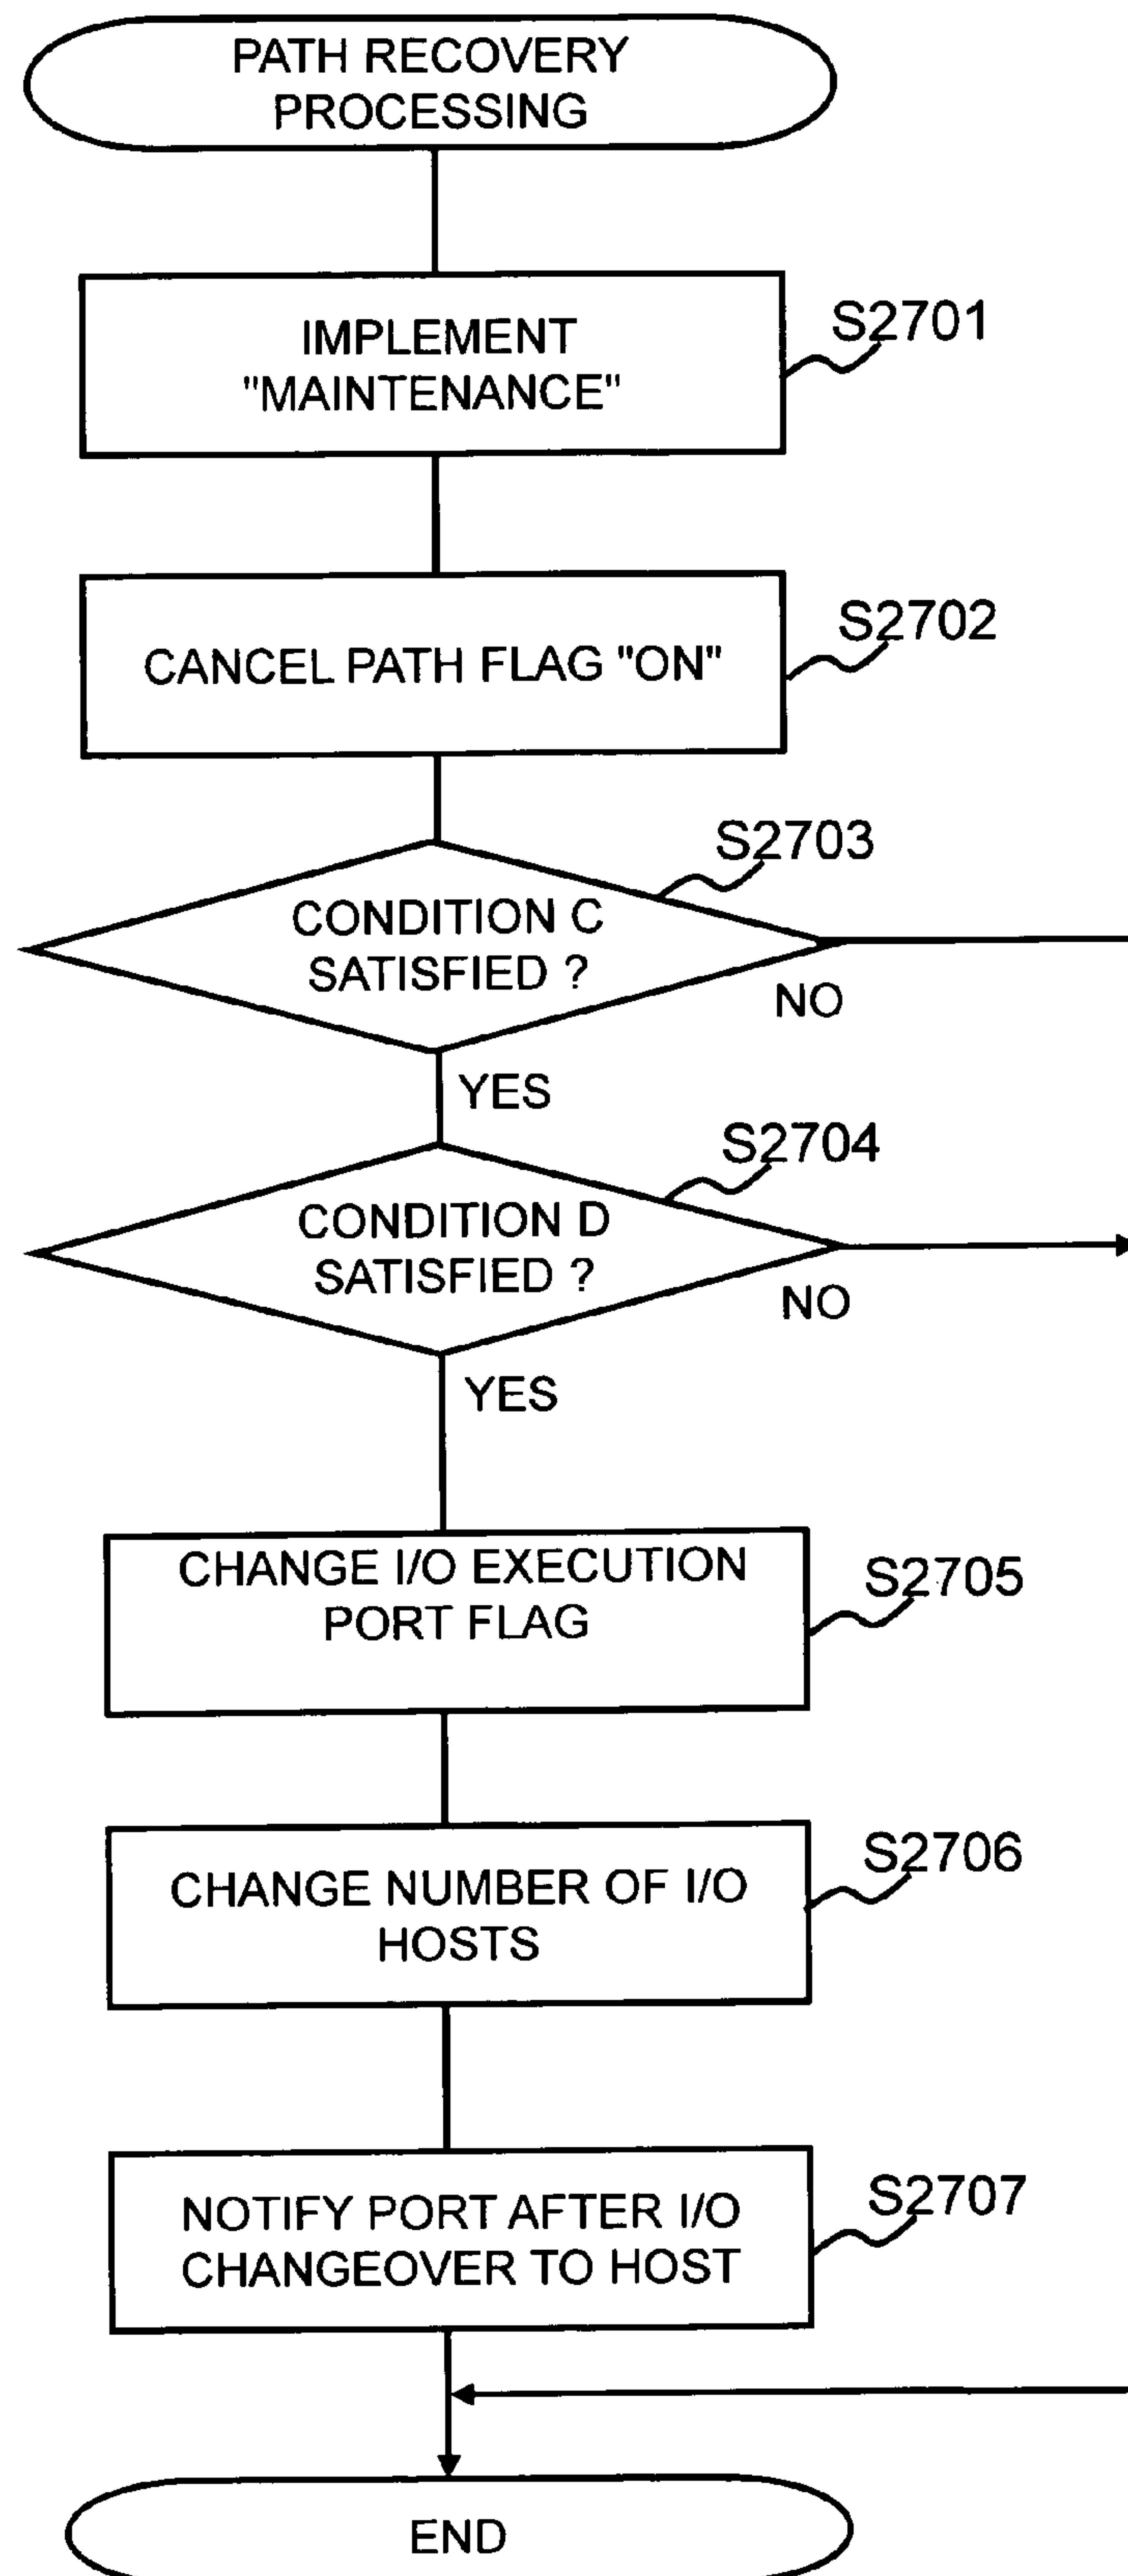 PATH RECOVERY
PROCESSING
IMPLEMENT
"MAINTENANCE"
S2701
CANCEL PATH FLAG "ON"
S2702
S2703
CONDITION C
SATISFIED ?
NO
YES
S2704
CONDITION D
SATISFIED ?
NO
YES
CHANGE I/O EXECUTION
PORT FLAG
S2705
CHANGE NUMBER OF I/O
HOSTS
S2706
NOTIFY PORT AFTER I/O
CHANGEOVER TO HOST
S2707
END